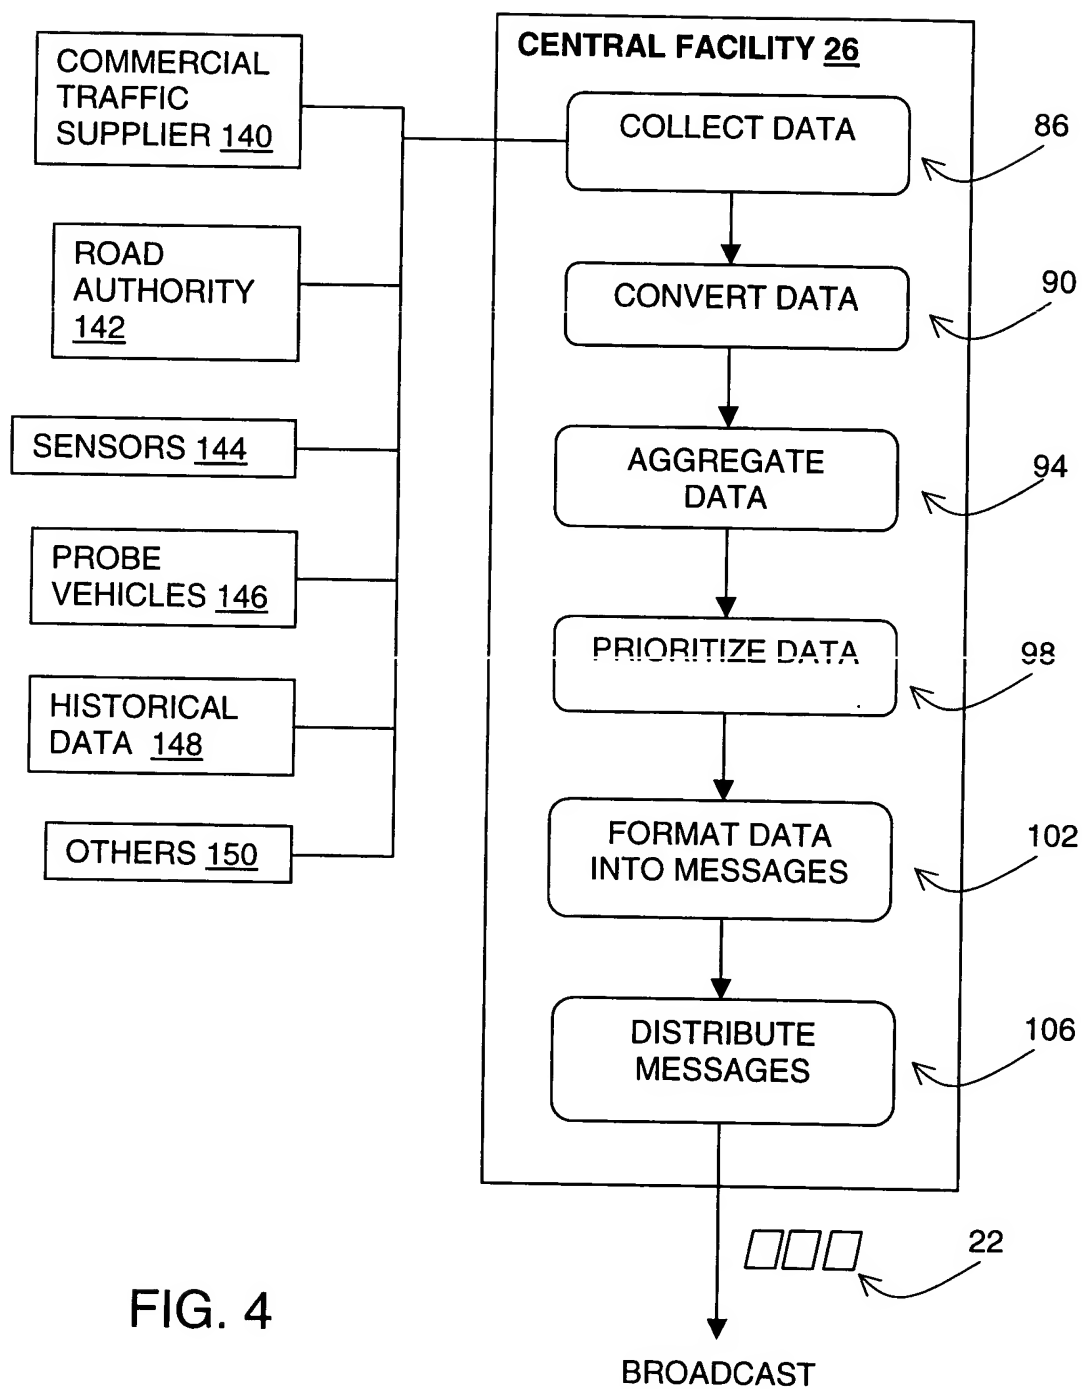 COMMERCIAL
TRAFFIC
SUPPLIER 140
ROAD
AUTHORITY
142
SENSORS 144
PROBE
VEHICLES 146
HISTORICAL
DATA 148
OTHERS 150
CENTRAL FACILITY 26
COLLECT DATA
86
CONVERT DATA
90
AGGREGATE
DATA
94
PRIORITIZE DATA
98
FORMAT DATA
INTO MESSAGES
102
DISTRIBUTE
MESSAGES
106
22
BROADCAST
FIG. 4